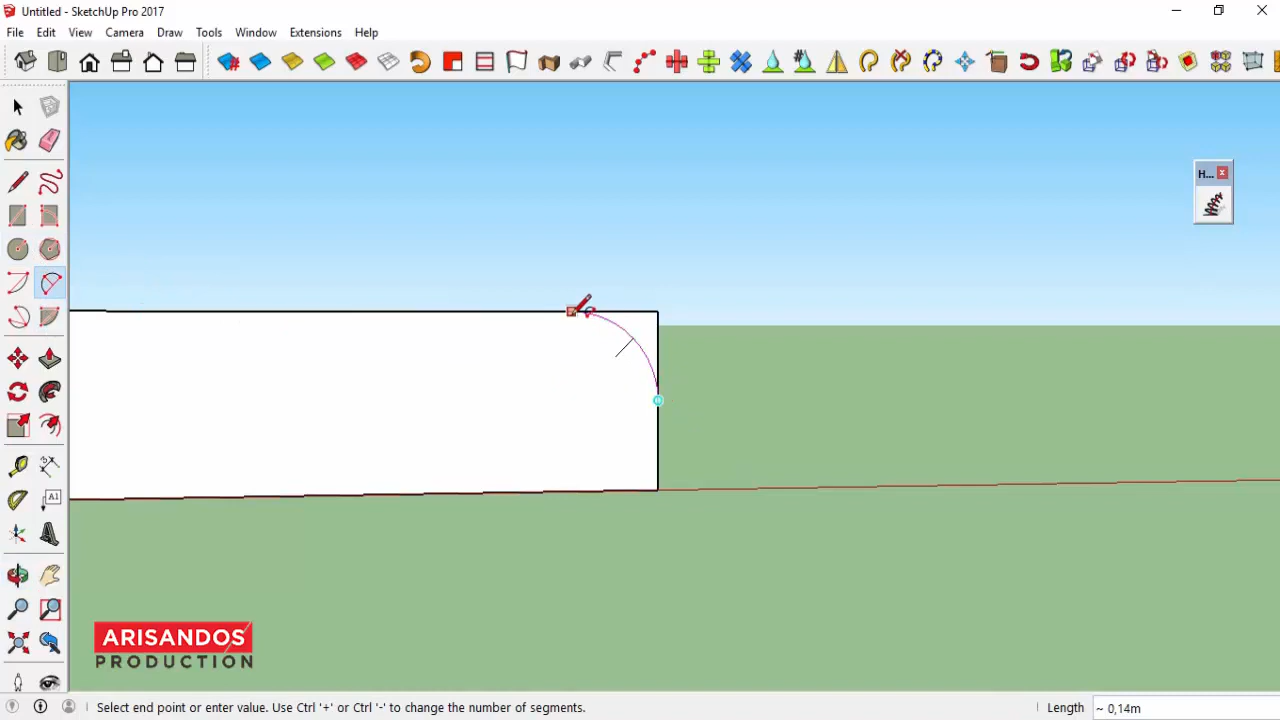 Untitled - SketchUp Pro 2017
File Edit View Camera Draw Tools Window Extensions Help
H...
A1
ARISANDOS
PRODUCTION
Select end point or enter value. Use Ctrl '+' or Ctrl '-' to change the number of segments.
Length ~ 0,14m